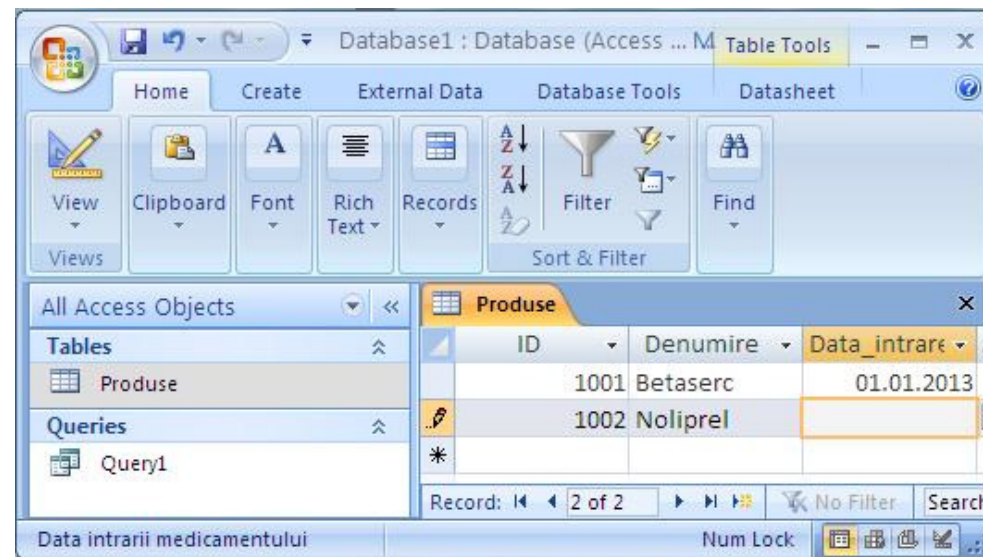 Database1 : Database (Access ... M Table Tools
Home Create External Data Database Tools Datasheet
View Clipboard Font Rich Text Records Filter Find
Views Sort & Filter
All Access Objects
Produse
Tables
ID Denumire Data_intrare
Produse
1001 Betaserc 01.01.2013
Queries
1002 Noliprel
Query1
Record: 2 of 2 No Filter Search
Data intrarii medicamentului Num Lock